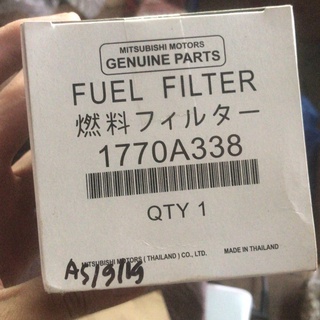 MITSUBISHI MOTORS
GENUINE PARTS
FUEL FILTER
燃料フィルター
1770A338
QTY 1
MITSUBISHI MOTORS (THAILAND) CO., LTD.
MADE IN THAILAND